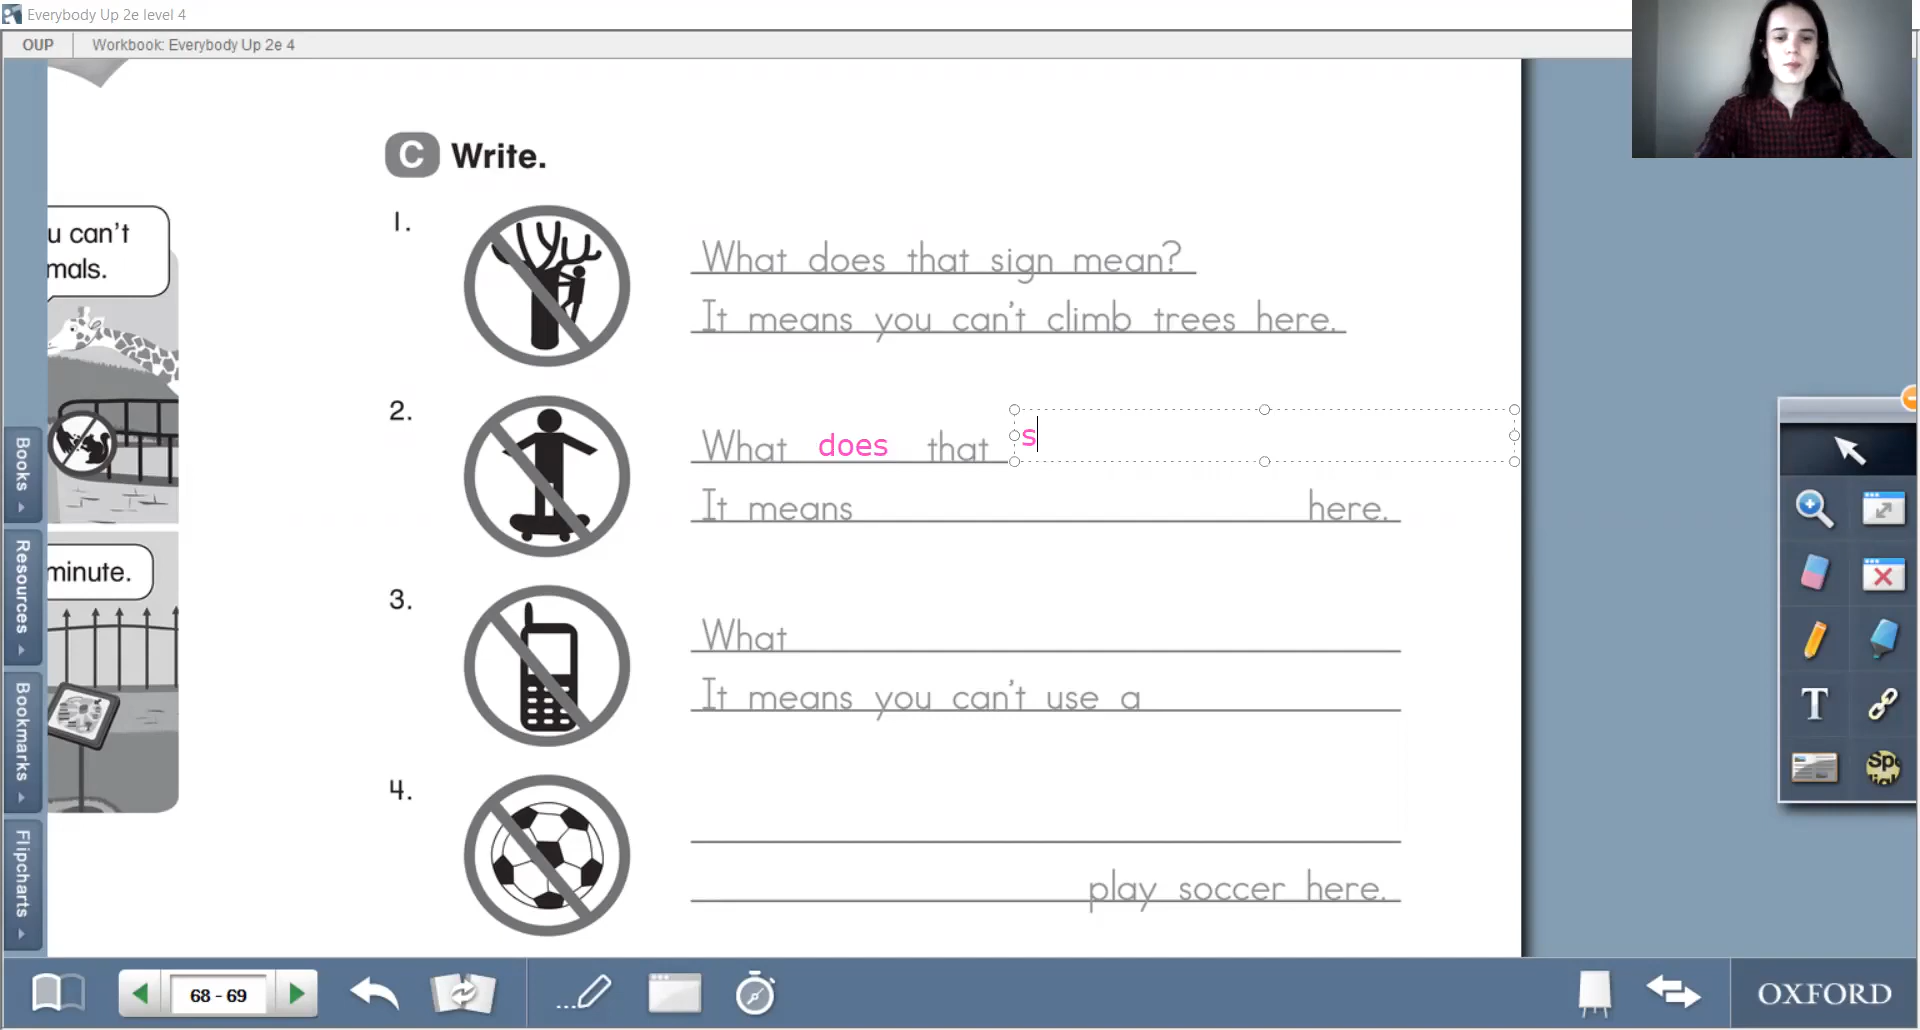 Everybody Up 2e level 4
OUP Workbook: Everybody Up 2e 4
u can't
mals.
minute.
C Write.
1.
What does that sign mean?
It means you can't climb trees here.
2.
What does that s
It means here.
3.
What
It means you can't use a
4.
play soccer here.
Books
Resources
Bookmarks
Flipcharts
T
68 - 69
OXFORD